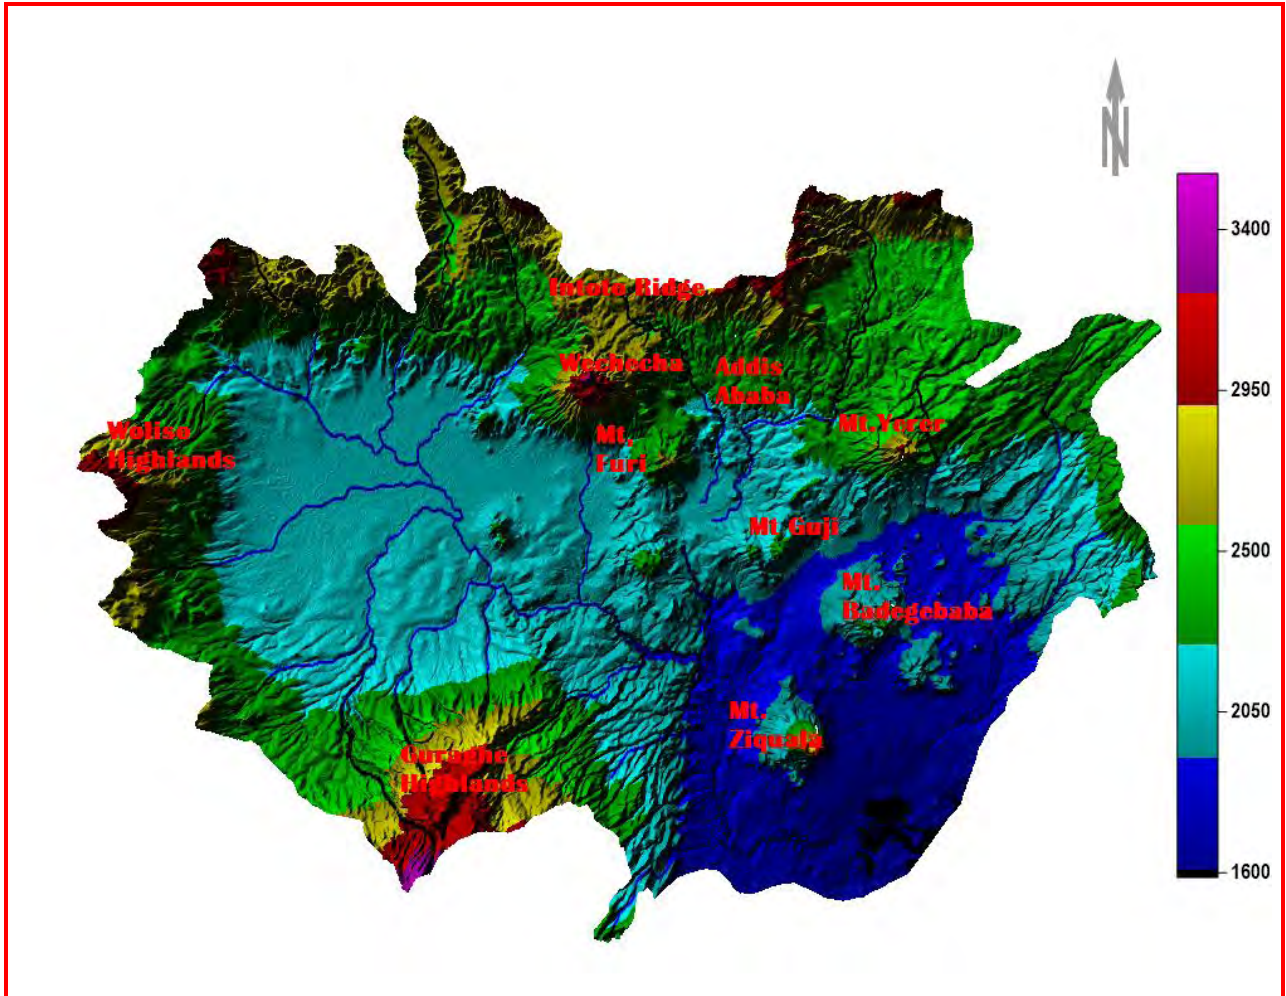 N
3400
2950
2500
2050
1600
Intoto Ridge
Wechecha
Addis
Ababa
Woliso
Highlands
Mt.
Furi
Mt.Yerer
Mt Guji
Mt.
Badegebaba
Mt.
Ziquala
Guraghe
Highlands